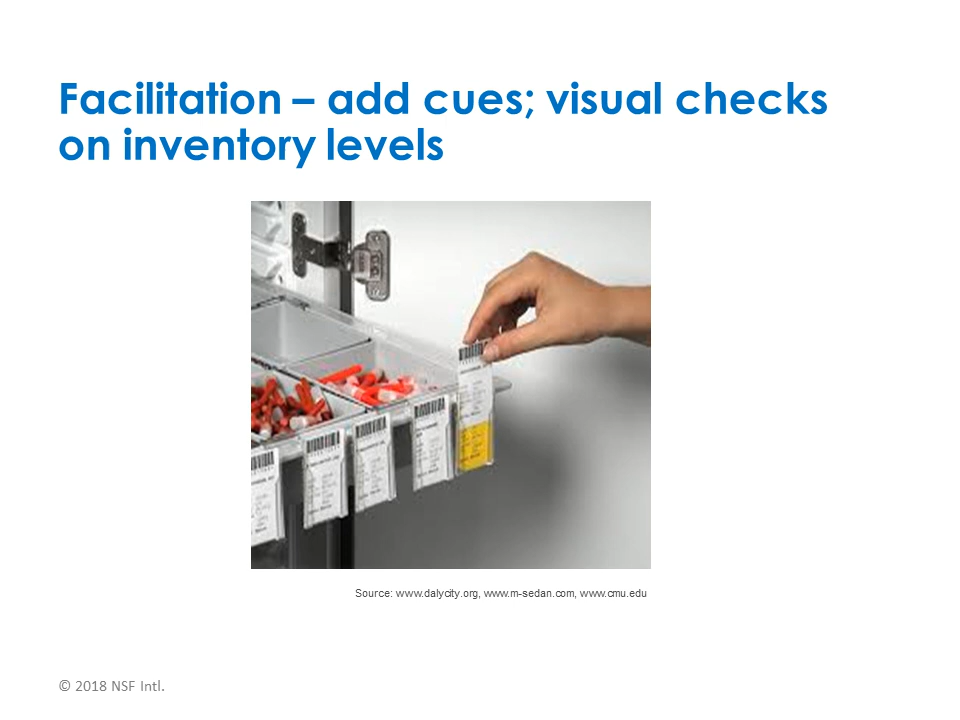 Facilitation – add cues; visual checks
on inventory levels
Source: www.dalycity.org, www.m-sedan.com, www.cmu.edu
© 2018 NSF Intl.